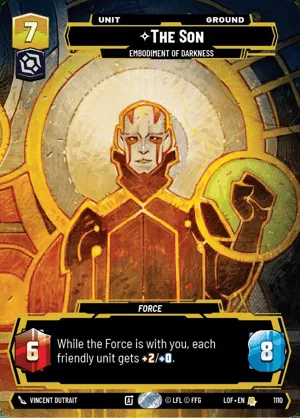 7
UNIT GROUND
✧The Son
EMBODIMENT OF DARKNESS
FORCE
While the Force is with you, each
friendly unit gets +2/+0.
6
8
VINCENT DUTRAIT © LFL © FFG LOF • EN 1110